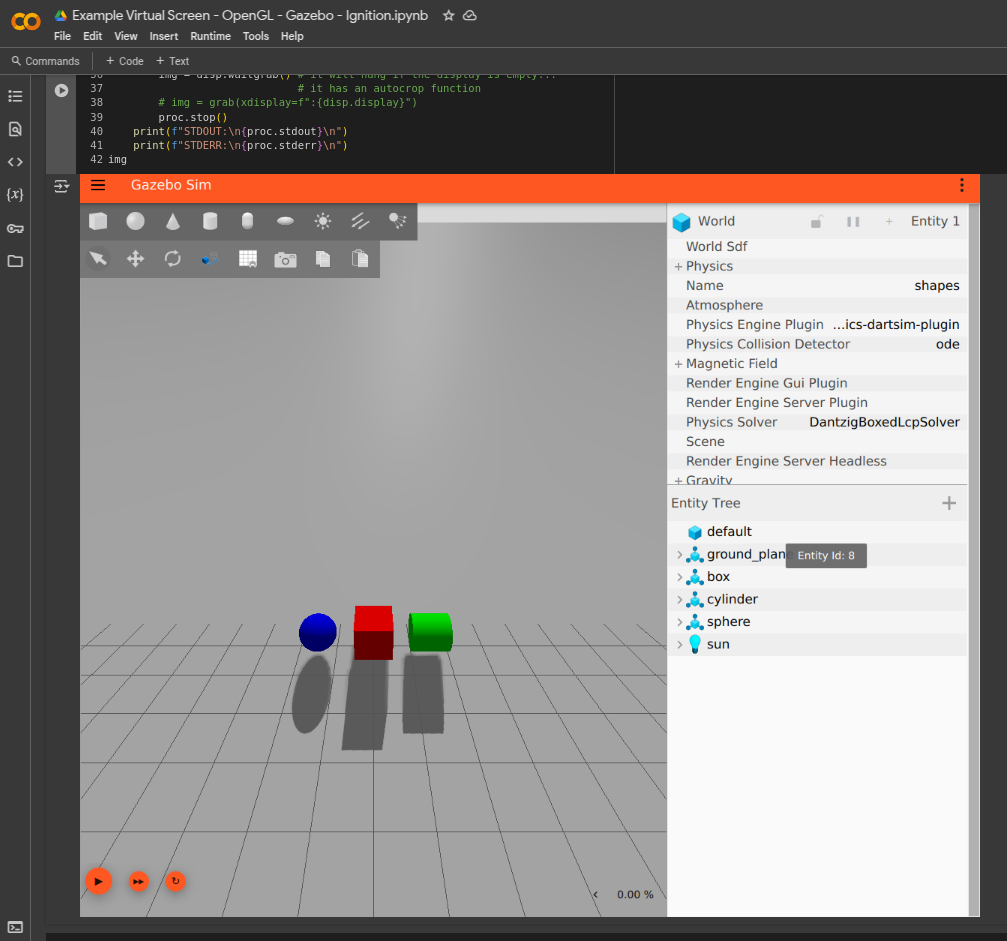 Example Virtual Screen - OpenGL - Gazebo - Ignition.ipynb
File Edit View Insert Runtime Tools Help
Commands + Code + Text
36 img = disp.waitgrab() # it will hang if the display is empty...
37 # it has an autocrop function
38 # img = grab(xdisplay=f":{disp.display}")
39 proc.stop()
40 print(f"STDOUT:\n{proc.stdout}\n")
41 print(f"STDERR:\n{proc.stderr}\n")
42 img
Gazebo Sim
World Entity 1
World Sdf
+ Physics
Name shapes
Atmosphere
Physics Engine Plugin ...ics-dartsim-plugin
Physics Collision Detector ode
+ Magnetic Field
Render Engine Gui Plugin
Render Engine Server Plugin
Physics Solver DantzigBoxedLcpSolver
Scene
Render Engine Server Headless
+ Gravity
Entity Tree +
default
ground_plane
Entity Id: 8
box
cylinder
sphere
sun
< 0.00 %